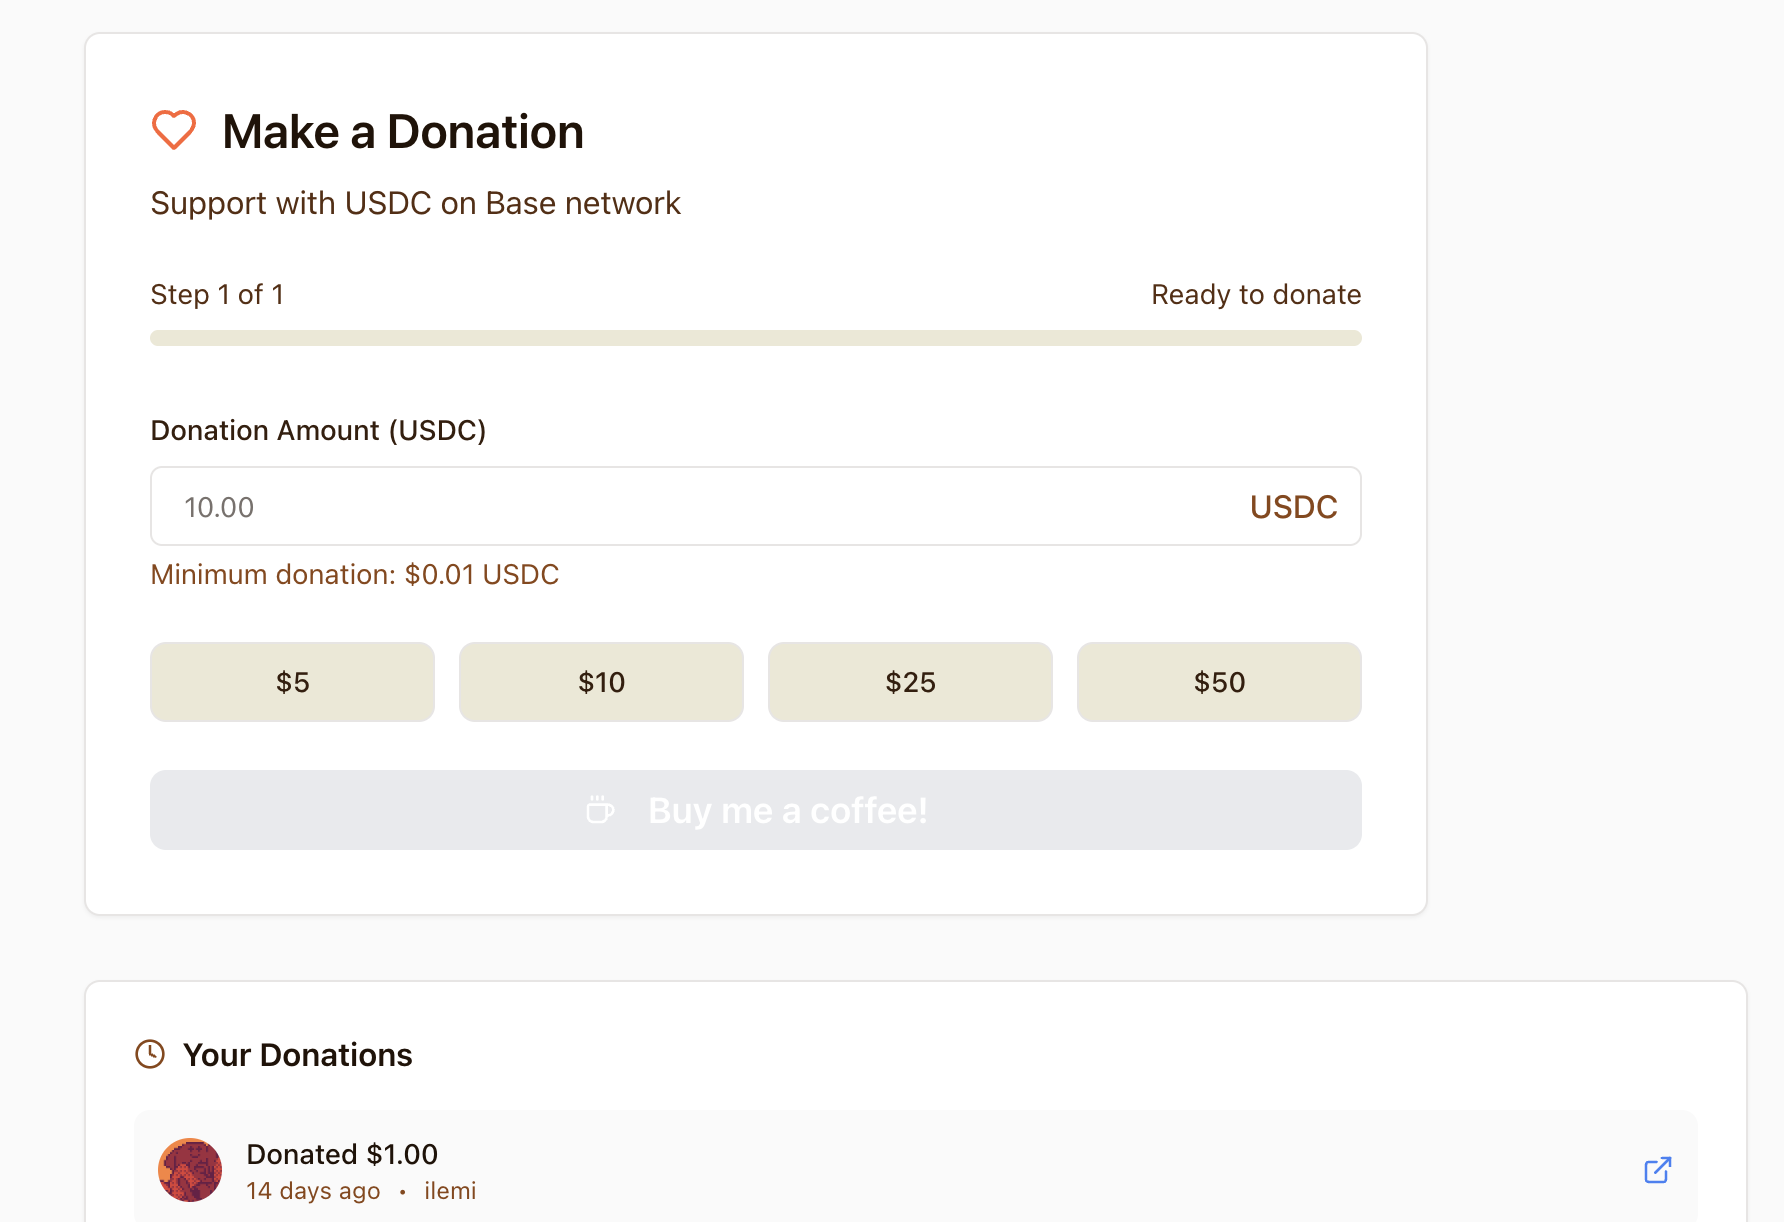 Make a Donation
Support with USDC on Base network
Step 1 of 1
Ready to donate
Donation Amount (USDC)
10.00
USDC
Minimum donation: $0.01 USDC
$5
$10
$25
$50
Buy me a coffee!
Your Donations
Donated $1.00
14 days ago • ilemi